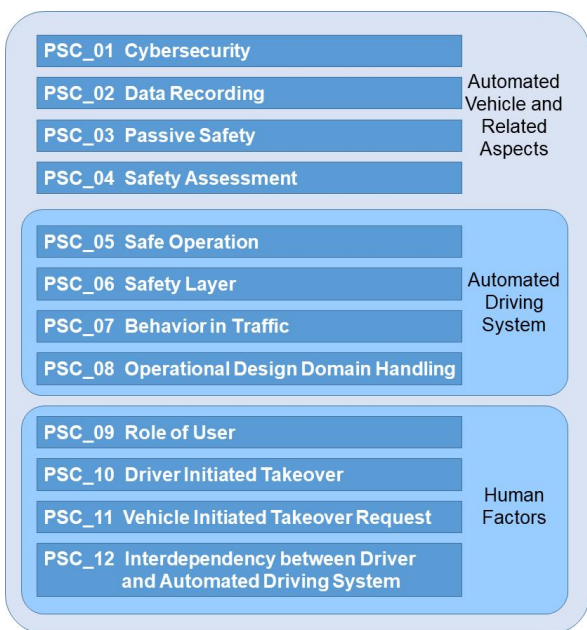 PSC_01 Cybersecurity
PSC_02 Data Recording
PSC_03 Passive Safety
PSC_04 Safety Assessment
Automated
Vehicle and
Related
Aspects
PSC_05 Safe Operation
PSC_06 Safety Layer
PSC_07 Behavior in Traffic
PSC_08 Operational Design Domain Handling
Automated
Driving
System
PSC_09 Role of User
PSC_10 Driver Initiated Takeover
PSC_11 Vehicle Initiated Takeover Request
PSC_12 Interdependency between Driver
and Automated Driving System
Human
Factors